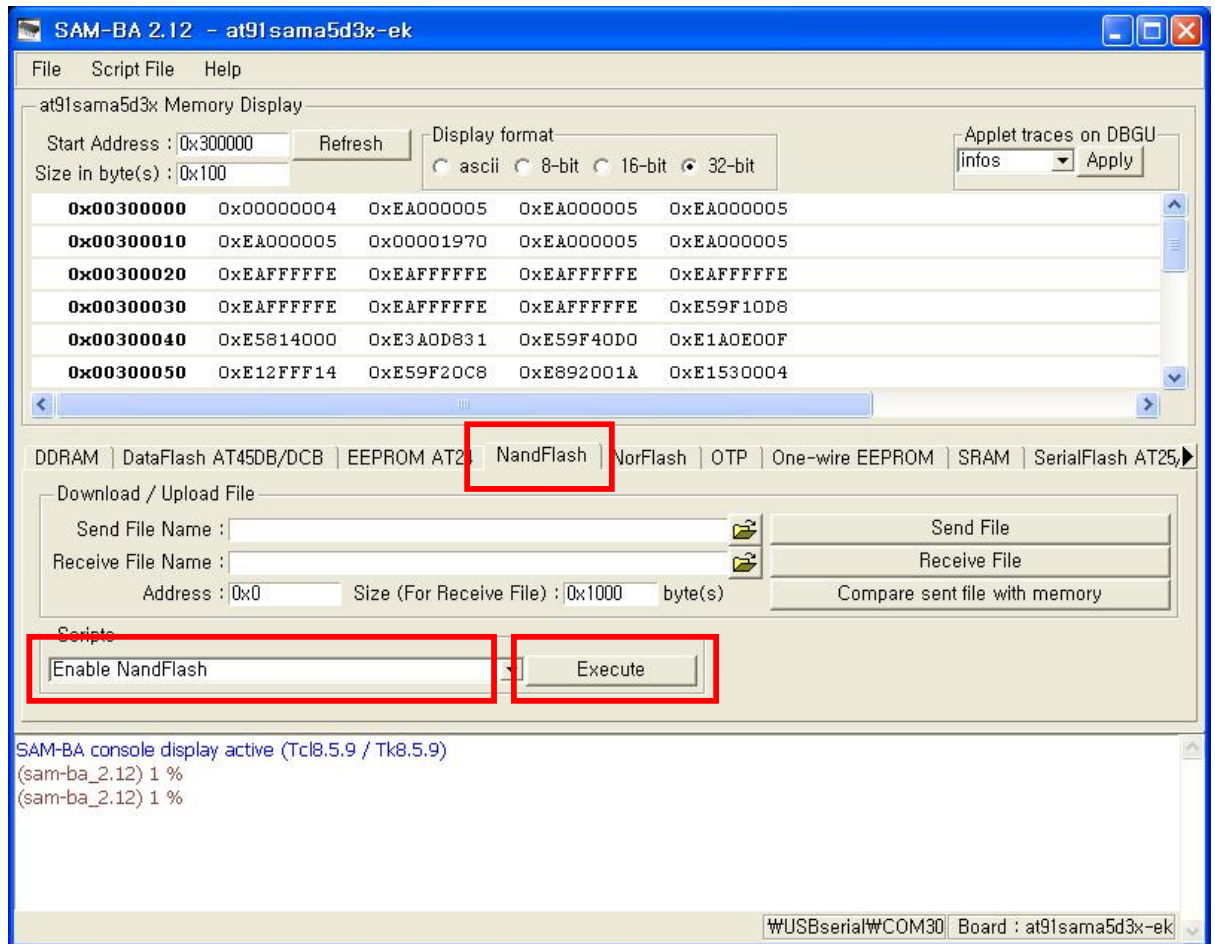 SAM-BA 2.12 - at91sama5d3x-ek
File Script File Help
at91sama5d3x Memory Display
Start Address : 0x300000 Refresh
Size in byte(s) : 0x100
Display format
ascii 8-bit 16-bit 32-bit
Applet traces on DBGU
infos Apply
0x00300000 0x00000004 0xEA000005 0xEA000005 0xEA000005
0x00300010 0xEA000005 0x00001970 0xEA000005 0xEA000005
0x00300020 0xEAFFFFFE 0xEAFFFFFE 0xEAFFFFFE 0xEAFFFFFE
0x00300030 0xEAFFFFFE 0xEAFFFFFE 0xEAFFFFFE 0xE59F10D8
0x00300040 0xE5814000 0xE3A0D831 0xE59F40D0 0xE1A0E00F
0x00300050 0xE12FFF14 0xE59F20C8 0xE892001A 0xE1530004
DDRAM DataFlash AT45DB/DCB EEPROM AT24 NandFlash NorFlash OTP One-wire EEPROM SRAM SerialFlash AT25/
Download / Upload File
Send File Name : Send File
Receive File Name : Receive File
Address : 0x0 Size (For Receive File) : 0x1000 byte(s) Compare sent file with memory
Scripts
Enable NandFlash Execute
SAM-BA console display active (Tcl8.5.9 / Tk8.5.9)
(sam-ba_2.12) 1 %
(sam-ba_2.12) 1 %
₩USBserial₩COM30 Board : at91sama5d3x-ek